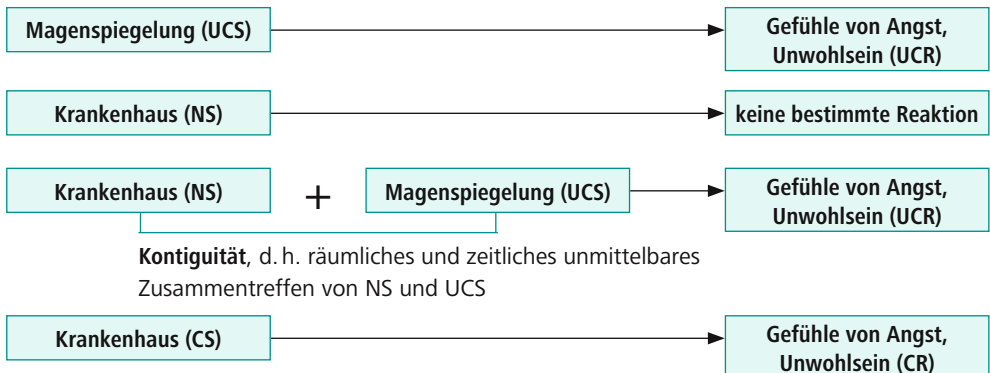 Magenspiegelung (UCS)
Gefühle von Angst,
Unwohlsein (UCR)
Krankenhaus (NS)
keine bestimmte Reaktion
Krankenhaus (NS)
+
Magenspiegelung (UCS)
Gefühle von Angst,
Unwohlsein (UCR)
Kontiguität, d. h. räumliches und zeitliches unmittelbares
Zusammentreffen von NS und UCS
Krankenhaus (CS)
Gefühle von Angst,
Unwohlsein (CR)